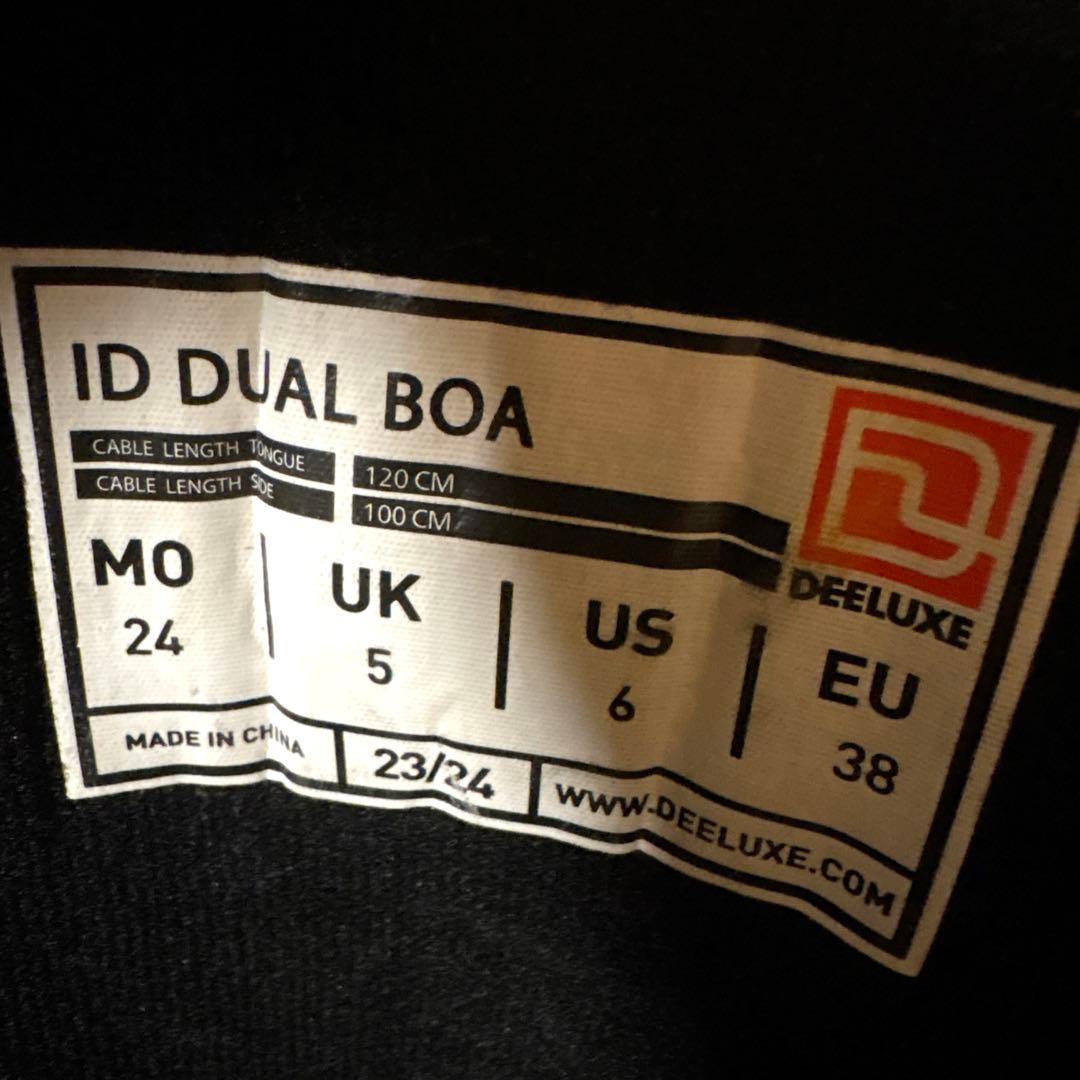 ID DUAL BOA
CABLE LENGTH TONGUE 120 CM
CABLE LENGTH SIDE 100 CM
DEELUXE
MO UK US EU
24 5 6 38
MADE IN CHINA 23/24 WWW.DEELUXE.COM